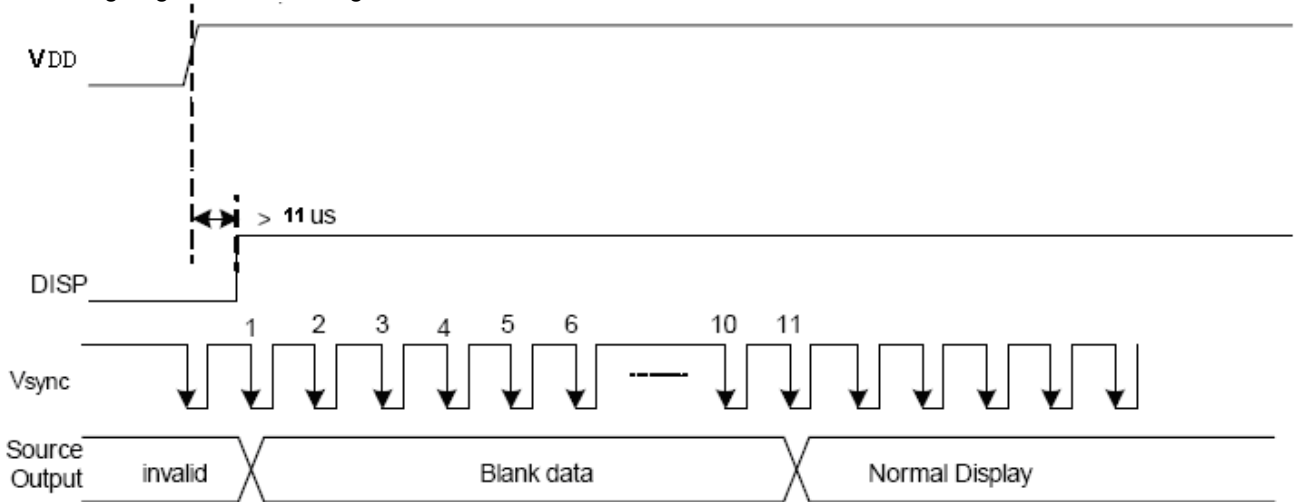 VDD
> 11 us
DISP
1 2 3 4 5 6 10 11
Vsync
Source
Output
invalid
Blank data
Normal Display